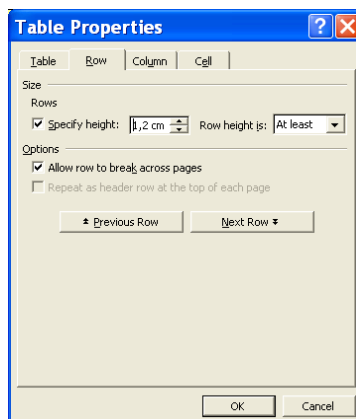 Table Properties
Table Row Column Cell
Size
Rows
Specify height: 1,2 cm Row height is: At least
Options
Allow row to break across pages
Repeat as header row at the top of each page
Previous Row Next Row
OK Cancel